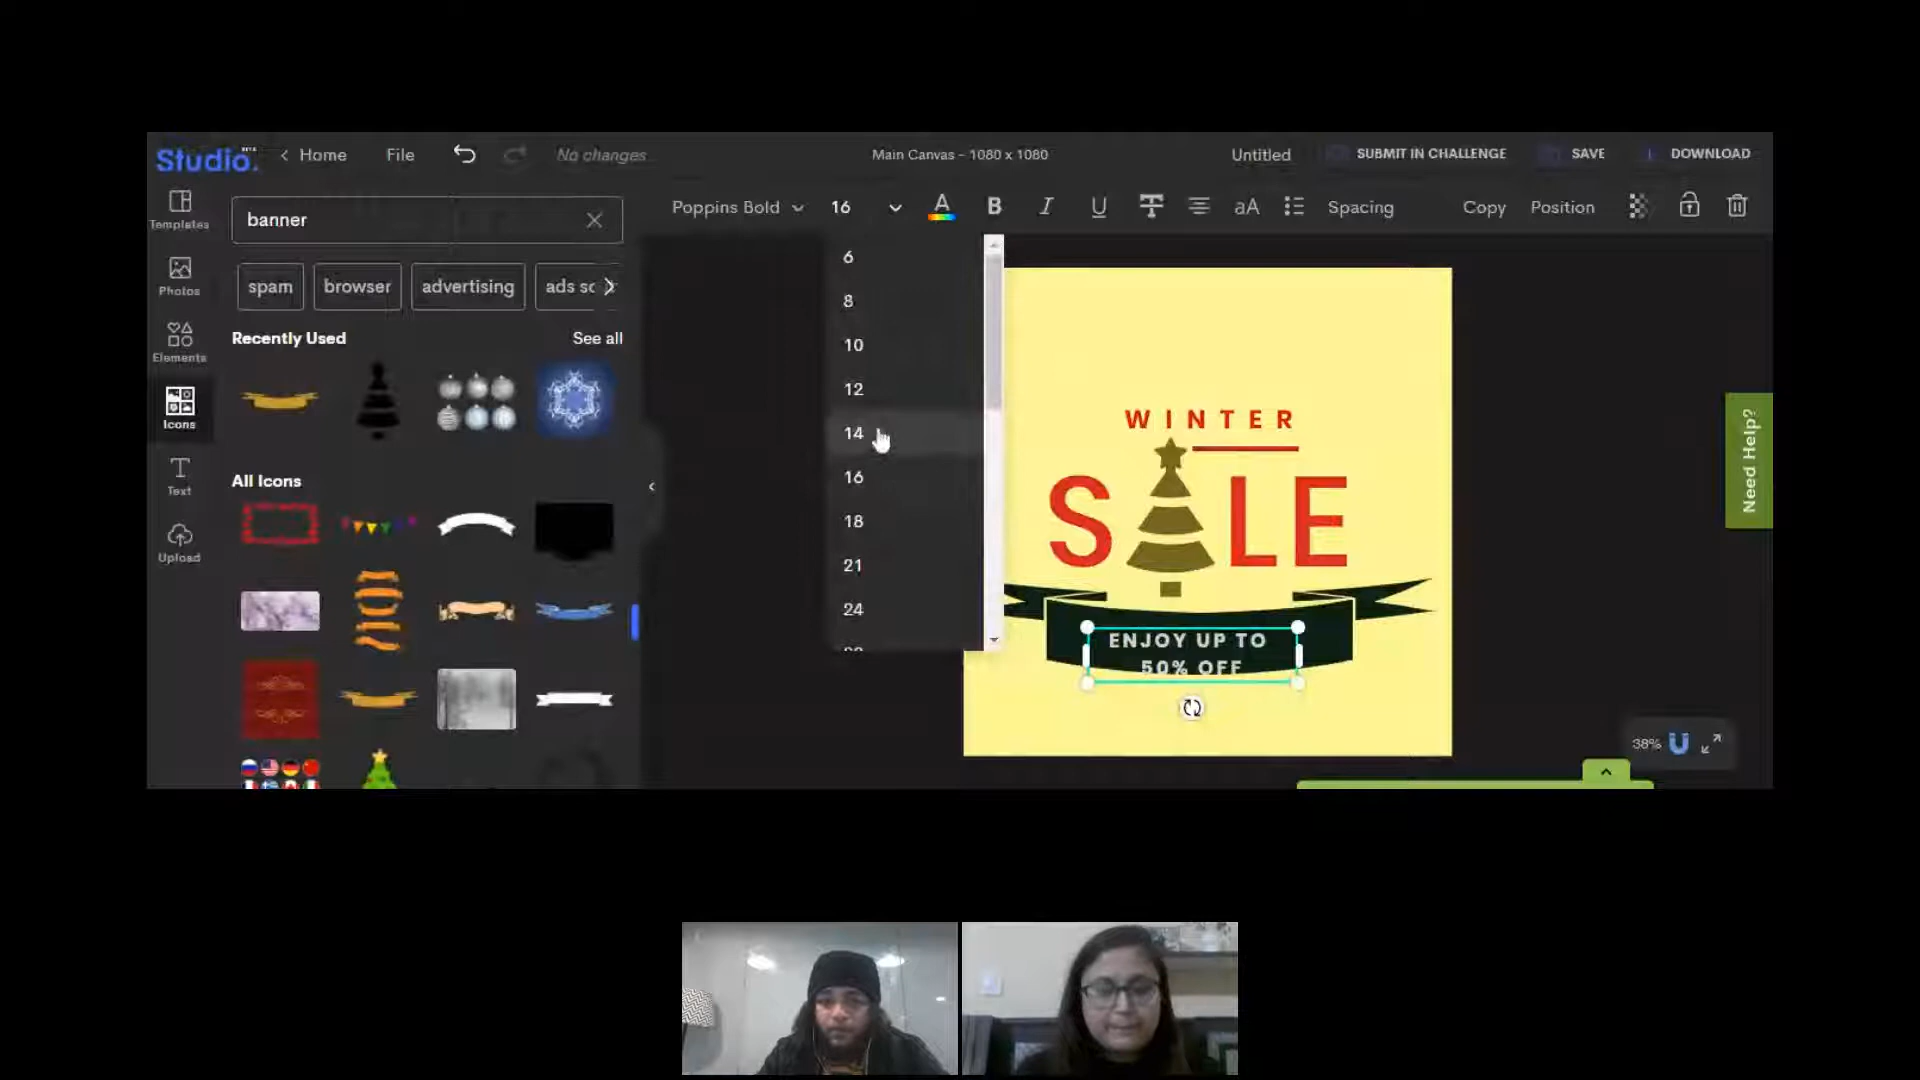 Studio.
BETA
Home
File
No changes
Main Canvas - 1080 x 1080
Untitled
SUBMIT IN CHALLENGE
SAVE
DOWNLOAD
Templates
Photos
Elements
Icons
Text
Upload
banner
spam
browser
advertising
ads sc
Recently Used
See all
All Icons
Poppins Bold
16
A
B
I
U
T
aA
Spacing
Copy
Position
6
8
10
12
14
16
18
21
24
WINTER
S LE
ENJOY UP TO
50% OFF
Need Help?
38%